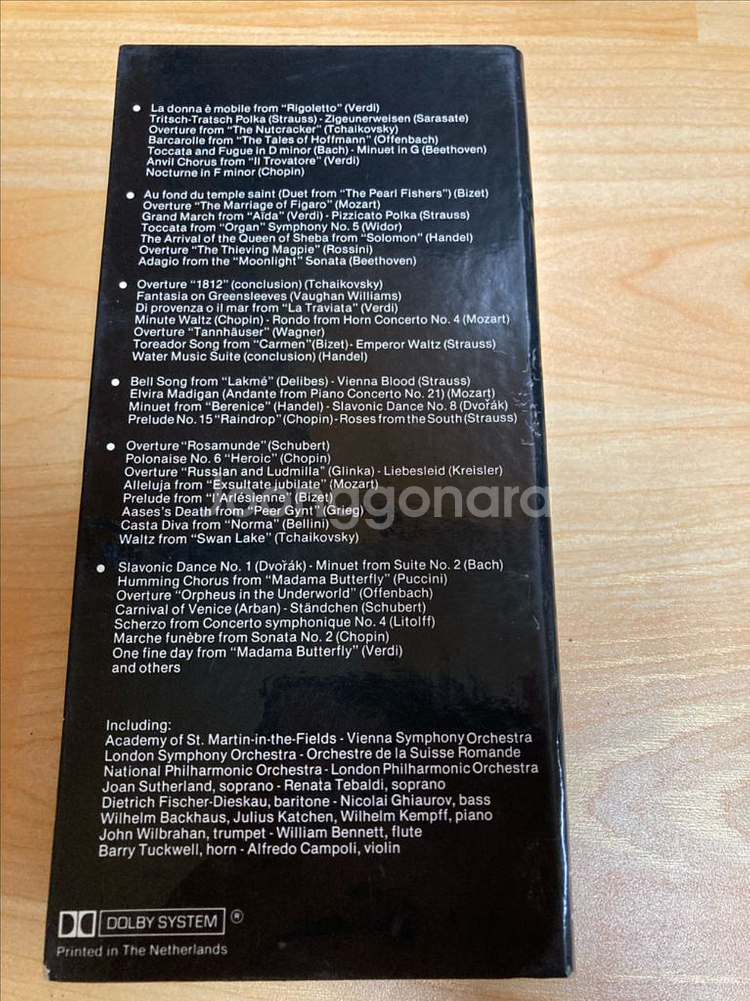 • La donna è mobile from "Rigoletto" (Verdi)
Tritsch-Tratsch Polka (Strauss) - Zigeunerweisen (Sarasate)
Overture from "The Nutcracker" (Tchaikovsky)
Barcarolle from "The Tales of Hoffmann" (Offenbach)
Toccata and Fugue in D minor (Bach) - Minuet in G (Beethoven)
Anvil Chorus from "Il Trovatore" (Verdi)
Nocturne in F minor (Chopin)
• Au fond du temple saint (Duet from "The Pearl Fishers") (Bizet)
Overture "The Marriage of Figaro" (Mozart)
Grand March from "Aïda" (Verdi) - Pizzicato Polka (Strauss)
Toccata from "Organ" Symphony No. 5 (Widor)
The Arrival of the Queen of Sheba from "Solomon" (Handel)
Overture "The Thieving Magpie" (Rossini)
Adagio from the "Moonlight" Sonata (Beethoven)
• Overture "1812" (conclusion) (Tchaikovsky)
Fantasia on Greensleeves (Vaughan Williams)
Di provenza o il mar from "La Traviata" (Verdi)
Minute Waltz (Chopin) - Rondo from Horn Concerto No. 4 (Mozart)
Overture "Tannhäuser" (Wagner)
Toreador Song from "Carmen" (Bizet) - Emperor Waltz (Strauss)
Water Music Suite (conclusion) (Handel)
• Bell Song from "Lakmé" (Delibes) - Vienna Blood (Strauss)
Elvira Madigan (Andante from Piano Concerto No. 21) (Mozart)
Minuet from "Berenice" (Handel) - Slavonic Dance No. 8 (Dvořák)
Prelude No. 15 "Raindrop" (Chopin) - Roses from the South (Strauss)
• Overture "Rosamunde" (Schubert)
Polonaise No. 6 "Heroic" (Chopin)
Overture "Russlan and Ludmilla" (Glinka) - Liebesleid (Kreisler)
Alleluja from "Exsultate jubilate" (Mozart)
Prelude from "l'Arlésienne" (Bizet)
Aases's Death from "Peer Gynt" (Grieg)
Casta Diva from "Norma" (Bellini)
Waltz from "Swan Lake" (Tchaikovsky)
• Slavonic Dance No. 1 (Dvořák) - Minuet from Suite No. 2 (Bach)
Humming Chorus from "Madama Butterfly" (Puccini)
Overture "Orpheus in the Underworld" (Offenbach)
Carnival of Venice (Arban) - Ständchen (Schubert)
Scherzo from Concerto symphonique No. 4 (Litolff)
Marche funèbre from Sonata No. 2 (Chopin)
One fine day from "Madama Butterfly" (Verdi)
and others
Including:
Academy of St. Martin-in-the-Fields - Vienna Symphony Orchestra
London Symphony Orchestra - Orchestre de la Suisse Romande
National Philharmonic Orchestra - London Philharmonic Orchestra
Joan Sutherland, soprano - Renata Tebaldi, soprano
Dietrich Fischer-Dieskau, baritone - Nicolai Ghiaurov, bass
Wilhelm Backhaus, Julius Katchen, Wilhelm Kempff, piano
John Wilbrahan, trumpet - William Bennett, flute
Barry Tuckwell, horn - Alfredo Campoli, violin
DOLBY SYSTEM ®
Printed in The Netherlands
Joonggonara